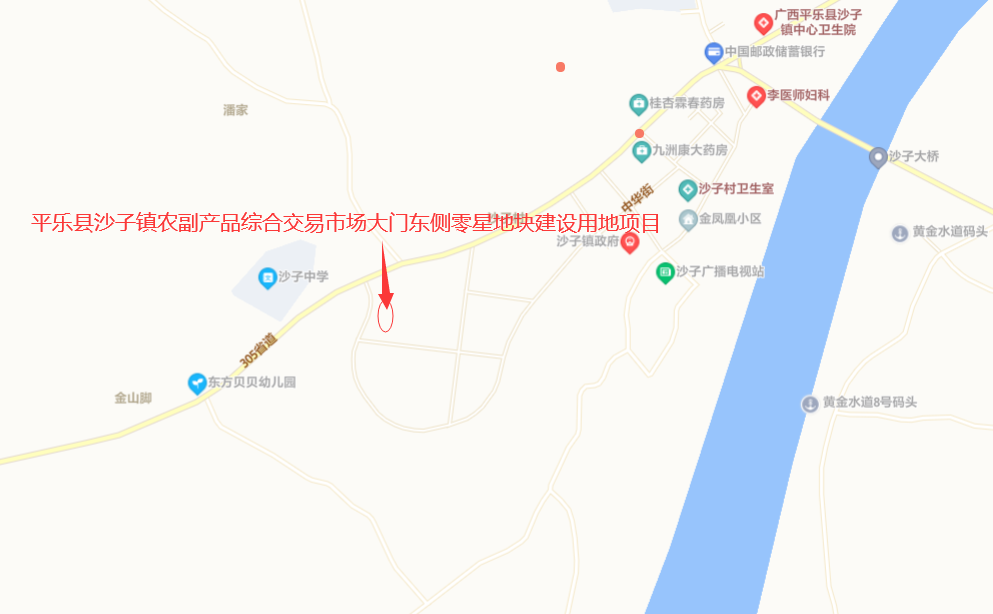 广西平乐县沙子
镇中心卫生院
中国邮政储蓄银行
李医师妇科
桂杏霖春药房
潘家
九洲康大药房
沙子大桥
中华街
沙子村卫生室
平乐县沙子镇农副产品综合交易市场大门东侧零星地块建设用地项目
金凤凰小区
黄金水道码头
沙子镇政府
沙子中学
沙子广播电视站
305省道
东方贝贝幼儿园
金山脚
黄金水道8号码头